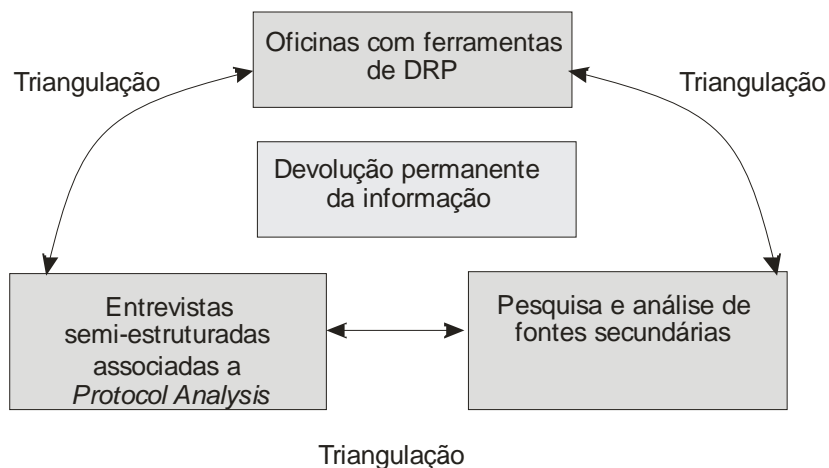 Oficinas com ferramentas
de DRP
Triangulação
Triangulação
Devolução permanente
da informação
Entrevistas
semi-estruturadas
associadas a
Protocol Analysis
Pesquisa e análise de
fontes secundárias
Triangulação